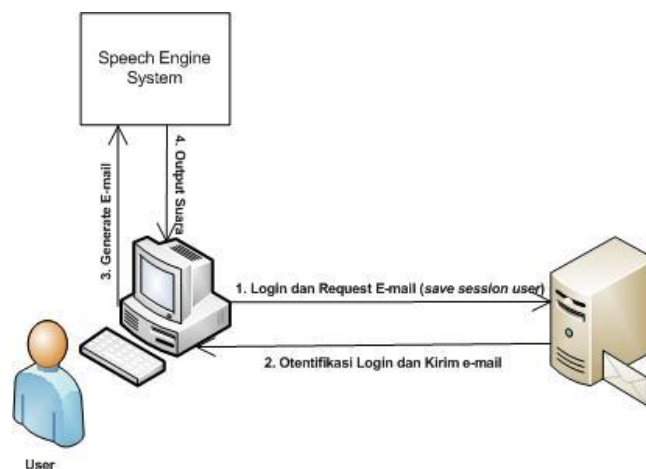 Speech Engine
System
3. Generate E-mail
4. Output Suara
1. Login dan Request E-mail (save session user)
2. Otentifikasi Login dan Kirim e-mail
User